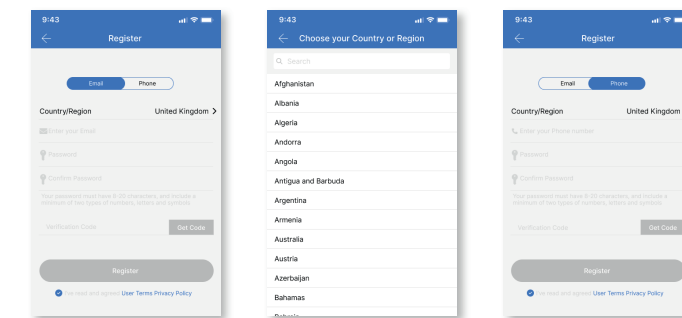 9:43
Register
Email Phone
Country/Region United Kingdom
Enter your Email
Password
Confirm Password
Your password must have 8-20 characters, and include a
minimum of two types of numbers, letters and symbols
Verification Code Get Code
Register
I've read and agreed User Terms Privacy Policy
9:43
Choose your Country or Region
Search
Afghanistan
Albania
Algeria
Andorra
Angola
Antigua and Barbuda
Argentina
Armenia
Australia
Austria
Azerbaijan
Bahamas
Bahrain
9:43
Register
Email Phone
Country/Region United Kingdom
Enter your Phone number
Password
Confirm Password
Your password must have 8-20 characters, and include a
minimum of two types of numbers, letters and symbols
Verification Code Get Code
Register
I've read and agreed User Terms Privacy Policy